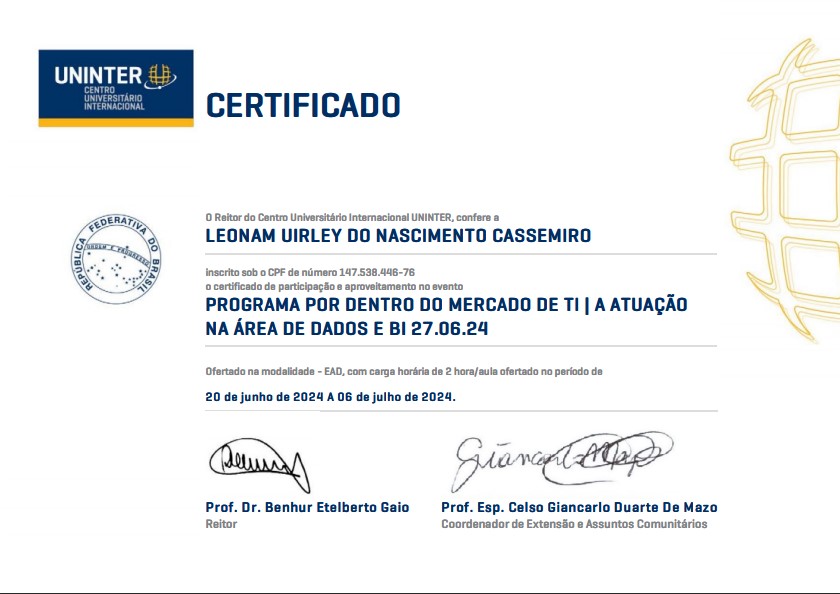 UNINTER
CENTRO
UNIVERSITÁRIO
INTERNACIONAL
CERTIFICADO
REPÚBLICA FEDERATIVA DO BRASIL
ORDEM E PROGRESSO
O Reitor do Centro Universitário Internacional UNINTER, confere a
LEONAM UIRLEY DO NASCIMENTO CASSEMIRO
inscrito sob o CPF de número 147.538.446-76
o certificado de participação e aproveitamento no evento
PROGRAMA POR DENTRO DO MERCADO DE TI | A ATUAÇÃO
NA ÁREA DE DADOS E BI 27.06.24
Ofertado na modalidade - EAD, com carga horária de 2 hora/aula ofertado no período de
20 de junho de 2024 A 06 de julho de 2024.
Prof. Dr. Benhur Etelberto Gaio
Prof. Esp. Celso Giancarlo Duarte De Mazo
Reitor
Coordenador de Extensão e Assuntos Comunitários